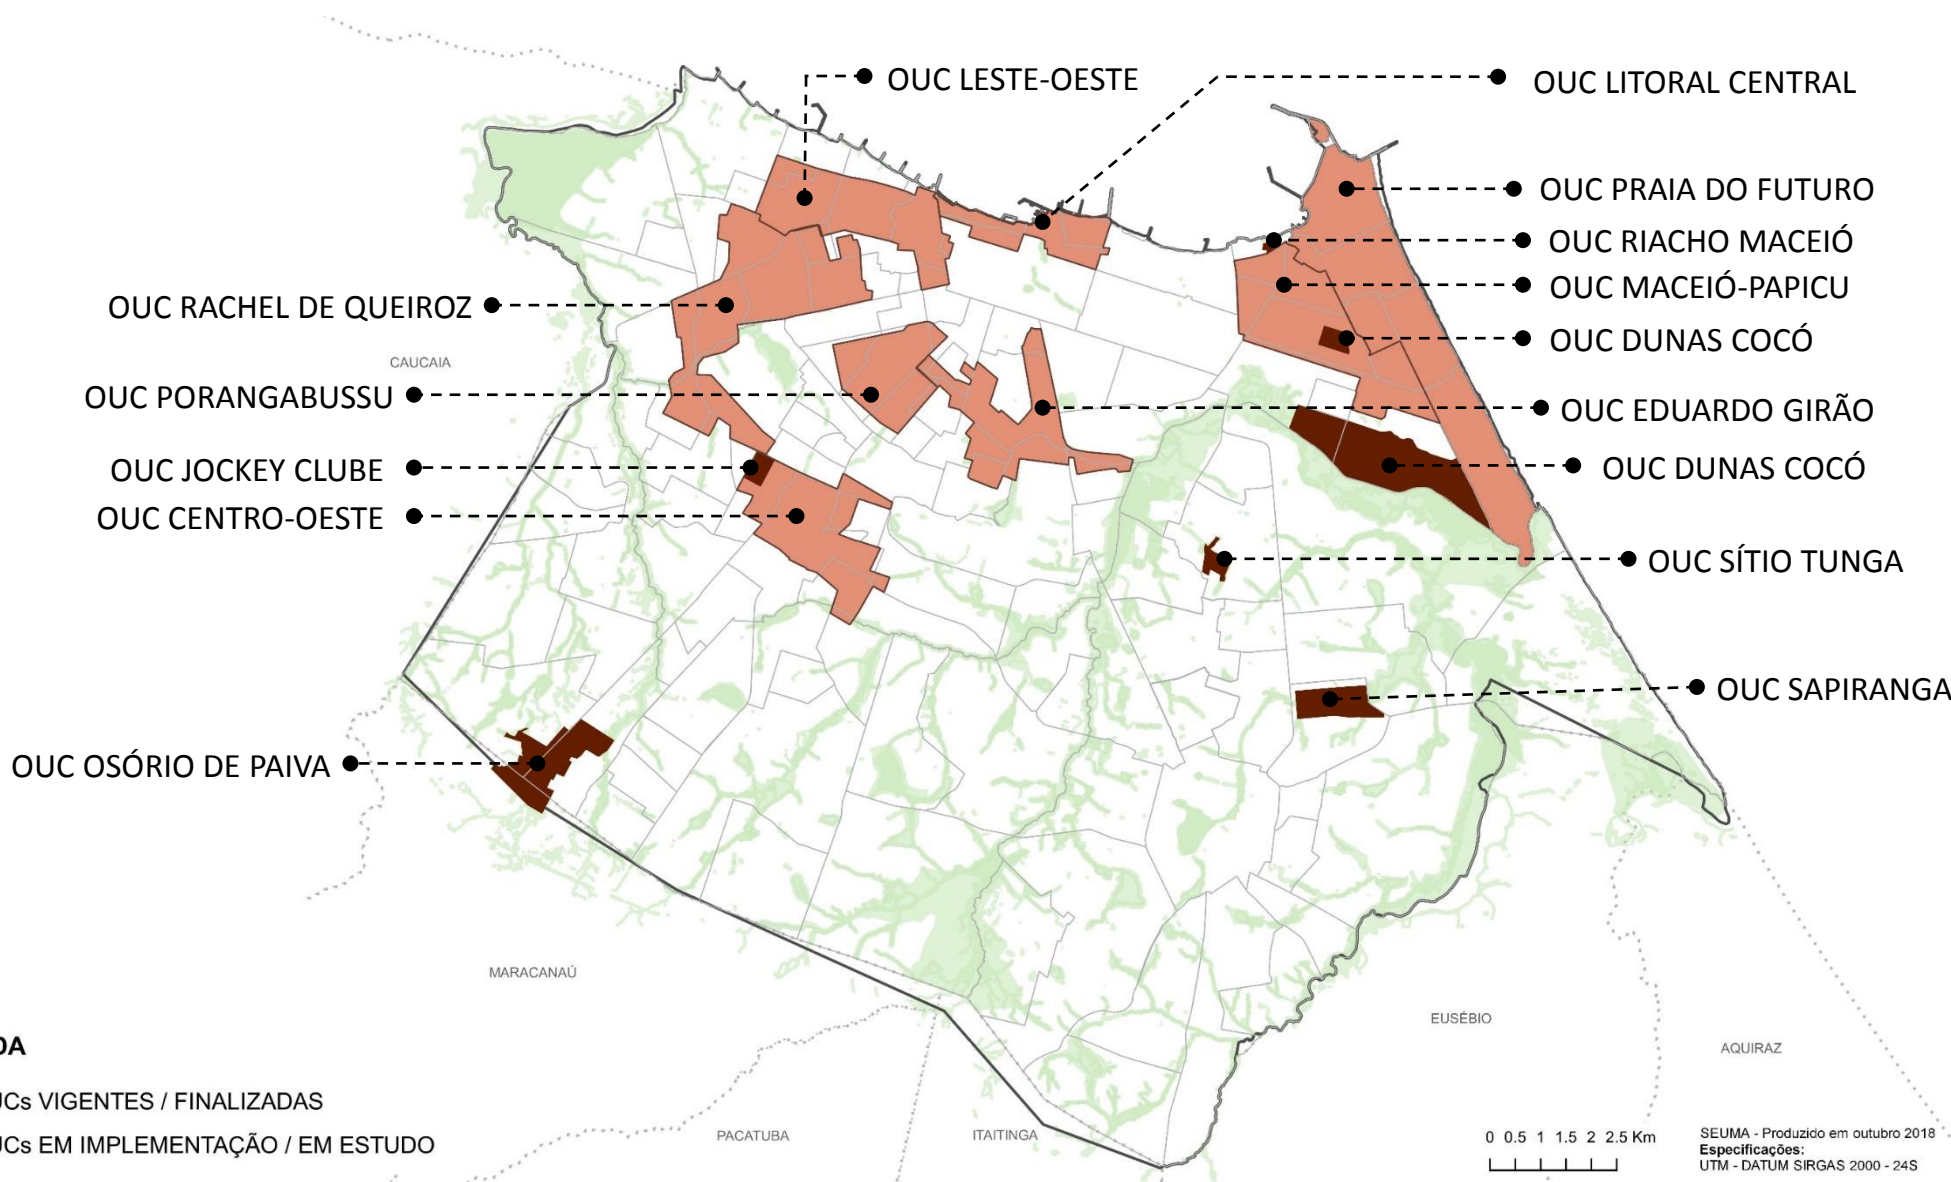 OUC LESTE-OESTE
OUC LITORAL CENTRAL
OUC PRAIA DO FUTURO
OUC RIACHO MACEIÓ
OUC MACEIÓ-PAPICU
OUC RACHEL DE QUEIROZ
OUC DUNAS COCÓ
CAUCAIA
OUC PORANGABUSSU
OUC EDUARDO GIRÃO
OUC JOCKEY CLUBE
OUC DUNAS COCÓ
OUC CENTRO-OESTE
OUC SÍTIO TUNGA
OUC SAPIRANGA
OUC OSÓRIO DE PAIVA
MARACANAÚ
EUSÉBIO
AQUIRAZ
DA
UCs VIGENTES / FINALIZADAS
UCs EM IMPLEMENTAÇÃO / EM ESTUDO
PACATUBA
ITAITINGA
0 0.5 1 1.5 2 2.5 Km
SEUMA - Produzido em outubro 2018
Especificações:
UTM - DATUM SIRGAS 2000 - 24S